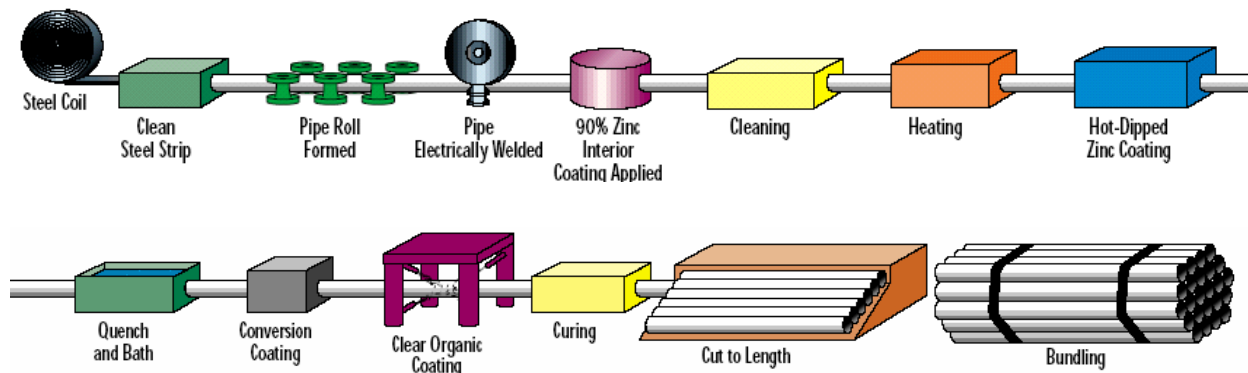 Steel Coil
Clean
Steel Strip
Pipe Roll
Formed
Pipe
Electrically Welded
90% Zinc
Interior
Coating Applied
Cleaning
Heating
Hot-Dipped
Zinc Coating
Quench
and Bath
Conversion
Coating
Clear Organic
Coating
Curing
Cut to Length
Bundling